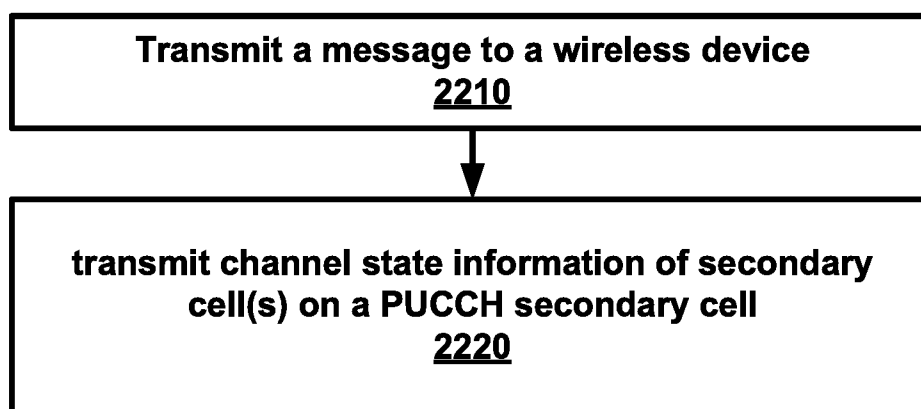 Transmit a message to a wireless device
2210
transmit channel state information of secondary
cell(s) on a PUCCH secondary cell
2220